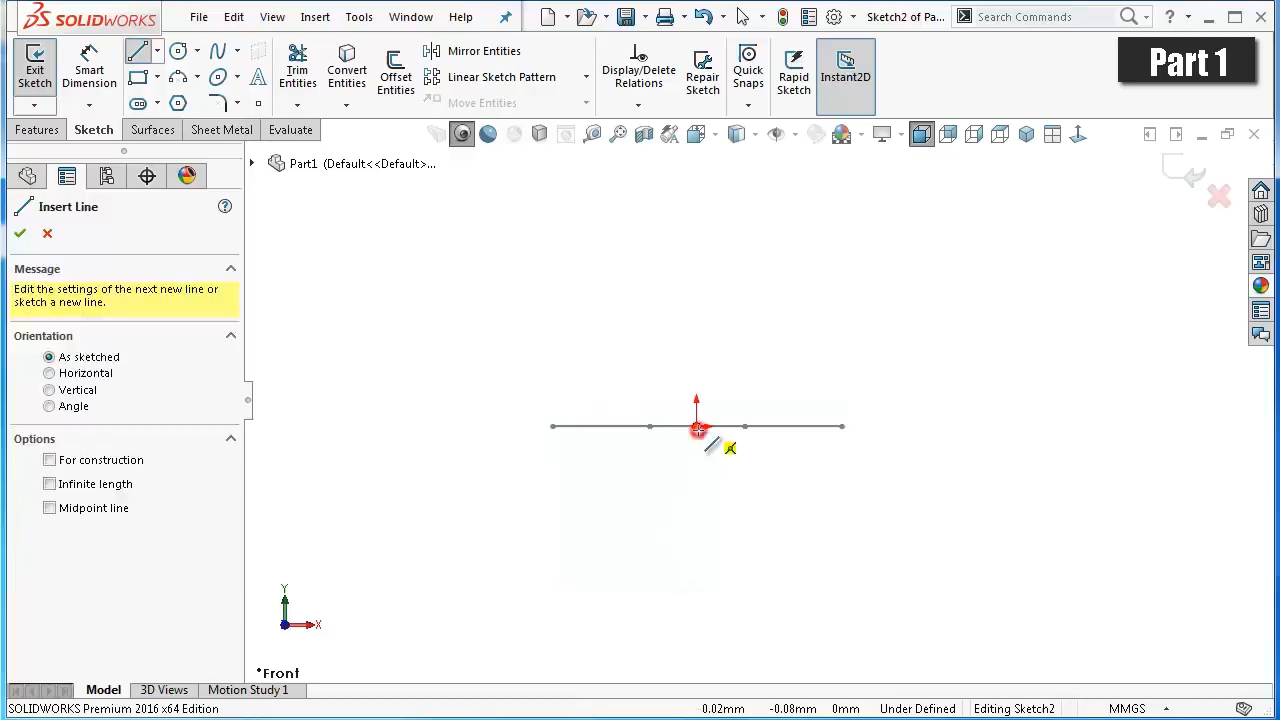 SOLIDWORKS File Edit View Insert Tools Window Help Sketch2 of Pa... Search Commands
Part 1
Exit Sketch
Smart Dimension
Trim Entities
Convert Entities
Offset Entities
Mirror Entities
Linear Sketch Pattern
Move Entities
Display/Delete Relations
Repair Sketch
Quick Snaps
Rapid Sketch
Instant2D
Features Sketch Surfaces Sheet Metal Evaluate
Part1 (Default<<Default>...
Insert Line
Message
Edit the settings of the next new line or
sketch a new line.
Orientation
As sketched
Horizontal
Vertical
Angle
Options
For construction
Infinite length
Midpoint line
Y
X
*Front
Model 3D Views Motion Study 1
SOLIDWORKS Premium 2016 x64 Edition 0.02mm -0.08mm 0mm Under Defined Editing Sketch2 MMGS